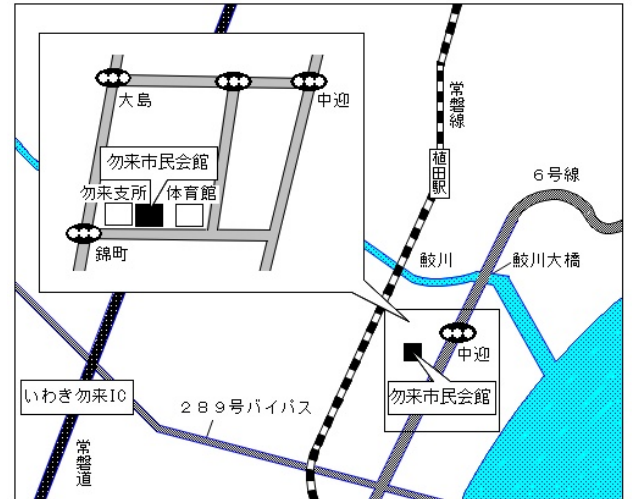 大島
中迎
勿来市民会館
勿来支所
体育館
錦町
常磐線
植田駅
6号線
鮫川
鮫川大橋
中迎
勿来市民会館
いわき勿来IC
289号バイパス
常磐道